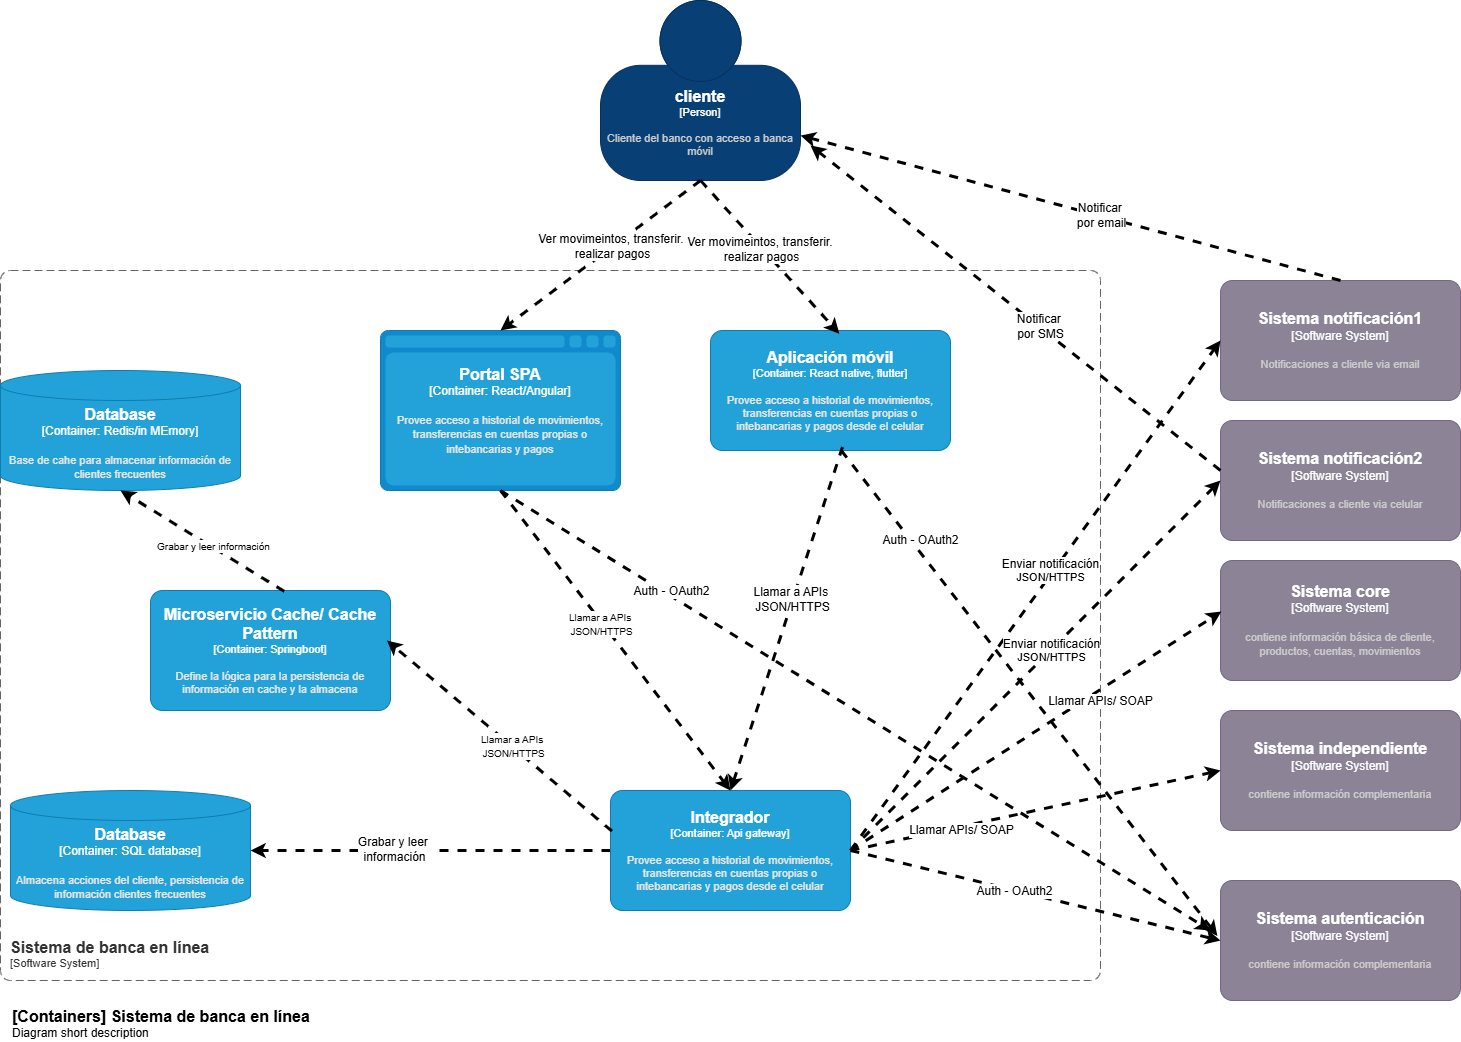 cliente
[Person]
Cliente del banco con acceso a banca
móvil
Notificar
por email
Ver movimeintos, transferir.
realizar pagos
Ver movimeintos, transferir.
realizar pagos
Notificar
por SMS
Sistema notificación1
[Software System]
Notificaciones a cliente via email
Portal SPA
[Container: React/Angular]
Provee acceso a historial de movimientos,
transferencias en cuentas propias o
intebancarias y pagos
Aplicación móvil
[Container: React native, flutter]
Provee acceso a historial de movimientos,
transferencias en cuentas propias o
intebancarias y pagos desde el celular
Database
[Container: Redis/in MEmory]
Base de cahe para almacenar información de
clientes frecuentes
Sistema notificación2
[Software System]
Notificaciones a cliente via celular
Grabar y leer información
Auth - OAuth2
Enviar notificación
JSON/HTTPS
Auth - OAuth2
Llamar a APIs
JSON/HTTPS
Llamar a APIs
JSON/HTTPS
Sistema core
[Software System]
contiene información básica de cliente,
productos, cuentas, movimientos
Microservicio Cache/ Cache
Pattern
[Container: Springboot]
Define la lógica para la persistencia de
información en cache y la almacena
Enviar notificación
JSON/HTTPS
Llamar APIs/ SOAP
Llamar a APIs
JSON/HTTPS
Sistema independiente
[Software System]
contiene información complementaria
Database
[Container: SQL database]
Almacena acciones del cliente, persistencia de
información clientes frecuentes
Grabar y leer
información
Integrador
[Container: Api gateway]
Provee acceso a historial de movimientos,
transferencias en cuentas propias o
intebancarias y pagos desde el celular
Llamar APIs/ SOAP
Auth - OAuth2
Sistema autenticación
[Software System]
contiene información complementaria
Sistema de banca en línea
[Software System]
[Containers] Sistema de banca en línea
Diagram short description